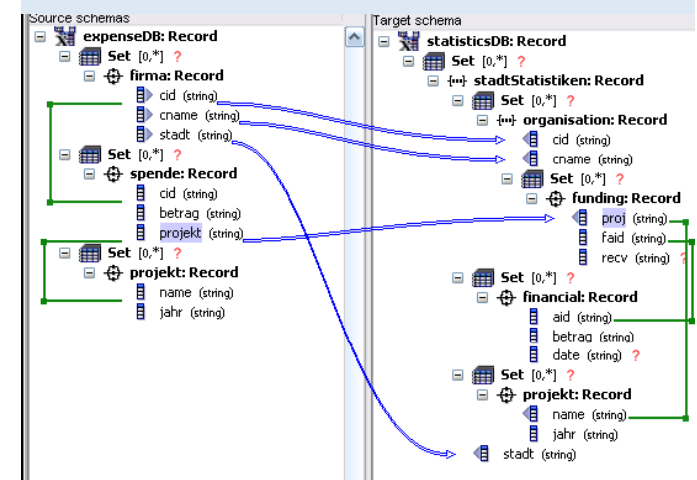 Source schemas
expenseDB: Record
Set [0,*] ?
firma: Record
cid (string)
cname (string)
stadt (string)
Set [0,*] ?
spende: Record
cid (string)
betrag (string)
projekt (string)
Set [0,*] ?
projekt: Record
name (string)
jahr (string)
Target schema
statisticsDB: Record
Set [0,*] ?
stadtStatistiken: Record
Set [0,*] ?
organisation: Record
cid (string)
cname (string)
Set [0,*] ?
funding: Record
proj (string)
faid (string)
recv (string) ?
Set [0,*] ?
financial: Record
aid (string)
betrag (string)
date (string) ?
Set [0,*] ?
projekt: Record
name (string)
jahr (string)
stadt (string)